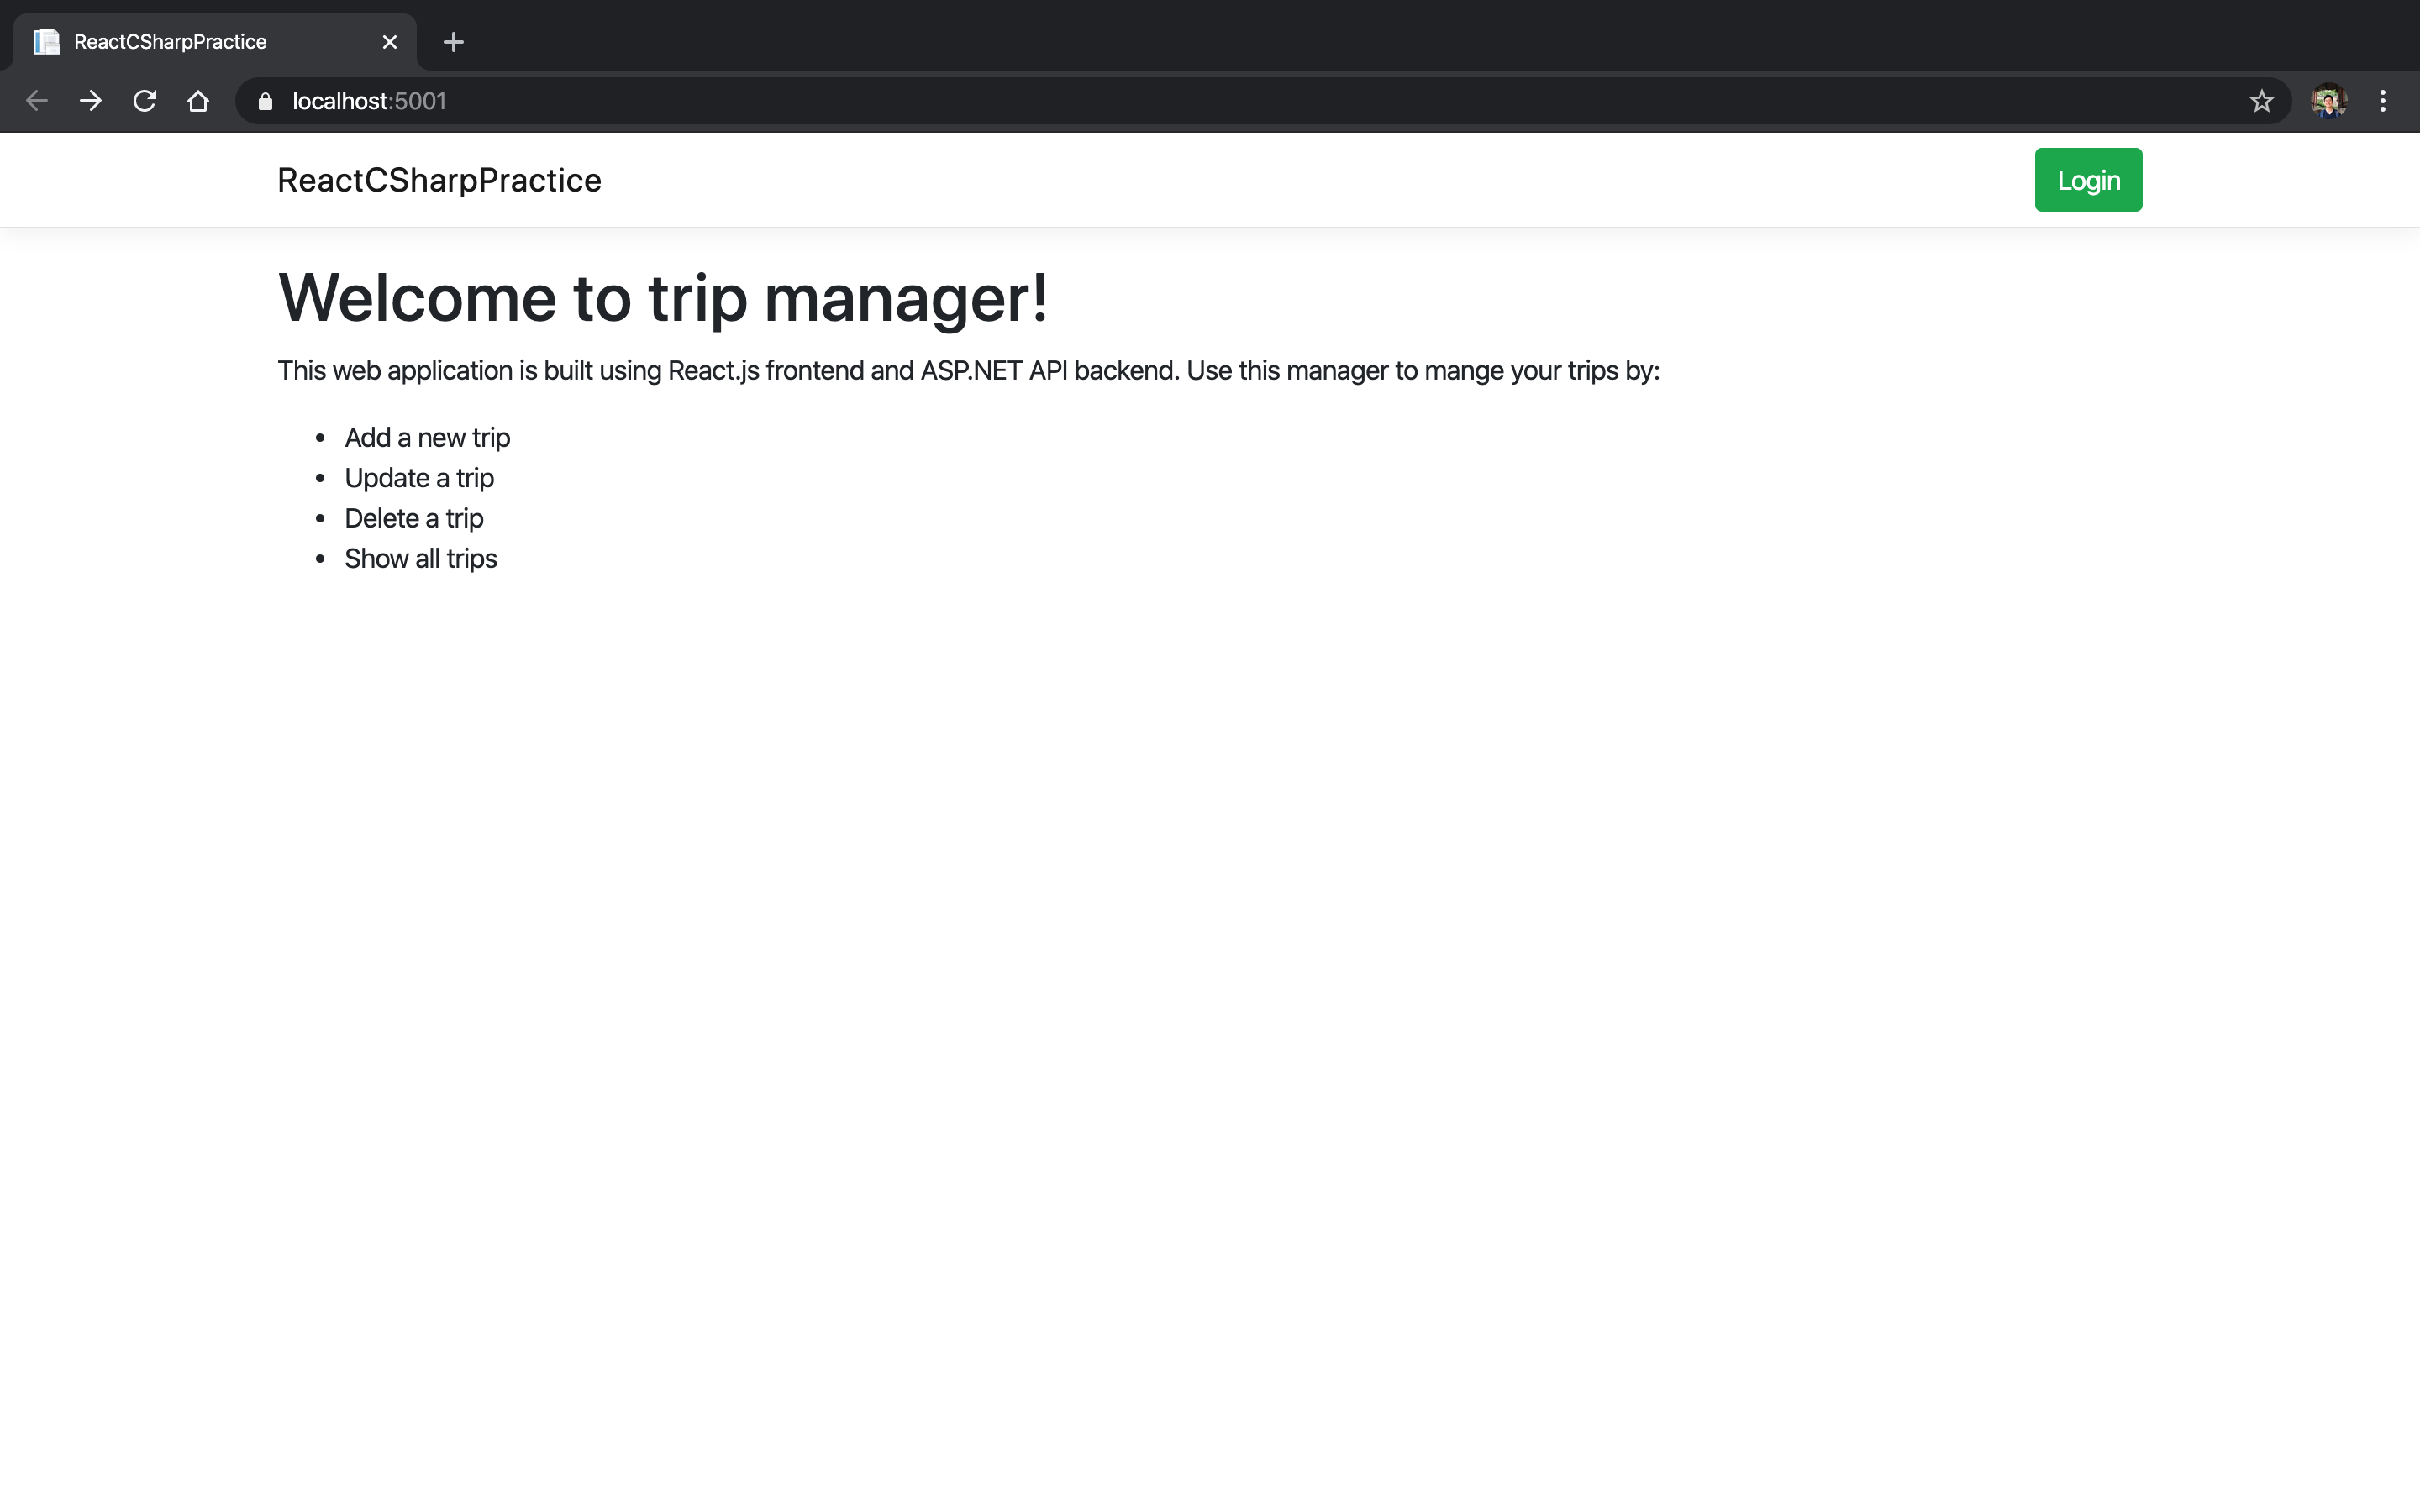 ReactCSharpPractice
localhost:5001
ReactCSharpPractice
Login
Welcome to trip manager!
This web application is built using React.js frontend and ASP.NET API backend. Use this manager to mange your trips by:
Add a new trip
Update a trip
Delete a trip
Show all trips